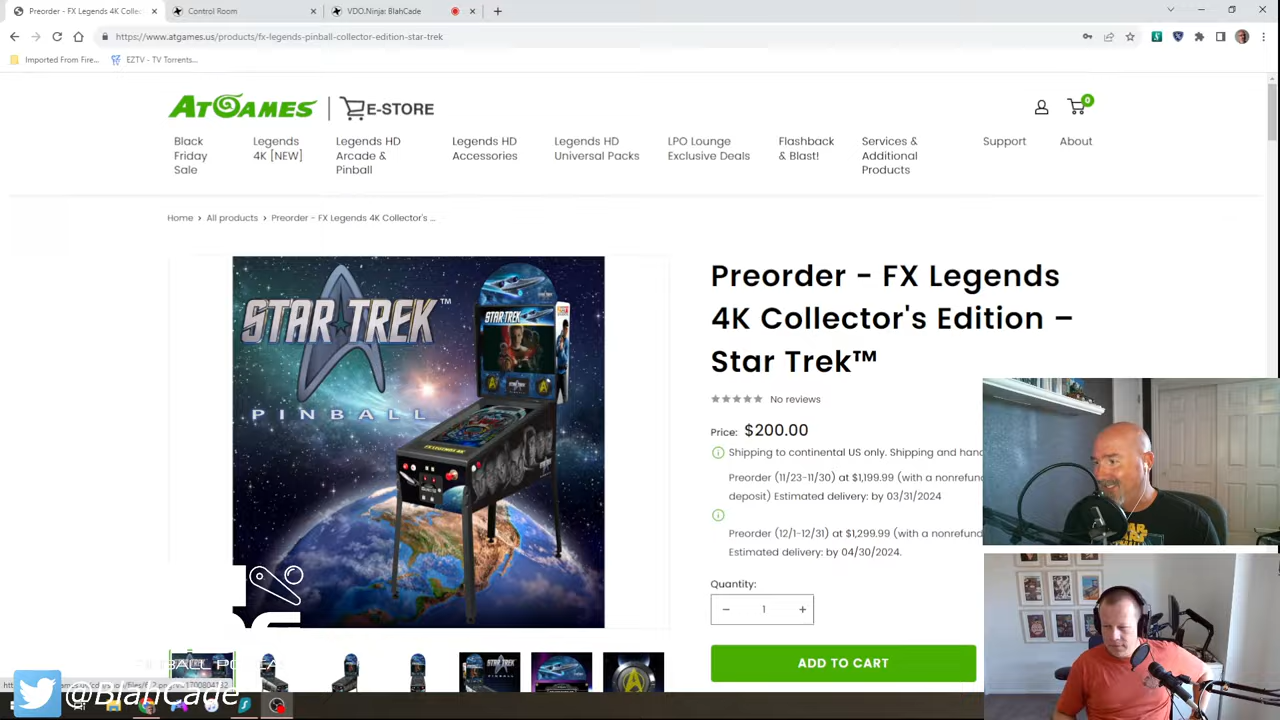 Preorder - FX Legends 4K Collec
Control Room
VDO.Ninja: BlahCade
https://www.atgames.us/products/fx-legends-pinball-collector-edition-star-trek
Imported From Fire...
EZTV - TV Torrents...
ATGAMES
E-STORE
0
Black
Friday
Sale
Legends
4K [NEW]
Legends HD
Arcade &
Pinball
Legends HD
Accessories
Legends HD
Universal Packs
LPO Lounge
Exclusive Deals
Flashback
& Blast!
Services &
Additional
Products
Support
About
Home › All products › Preorder - FX Legends 4K Collector's ...
STAR TREK™
PINBALL
STAR TREK
Preorder - FX Legends
4K Collector's Edition –
Star Trek™
No reviews
Price: $200.00
Shipping to continental US only. Shipping and hand
Preorder (11/23-11/30) at $1,199.99 (with a nonrefund
deposit) Estimated delivery: by 03/31/2024
Preorder (12/1-12/31) at $1,299.99 (with a nonrefund
Estimated delivery: by 04/30/2024.
Quantity:
− 1 +
ADD TO CART
@BlahCade